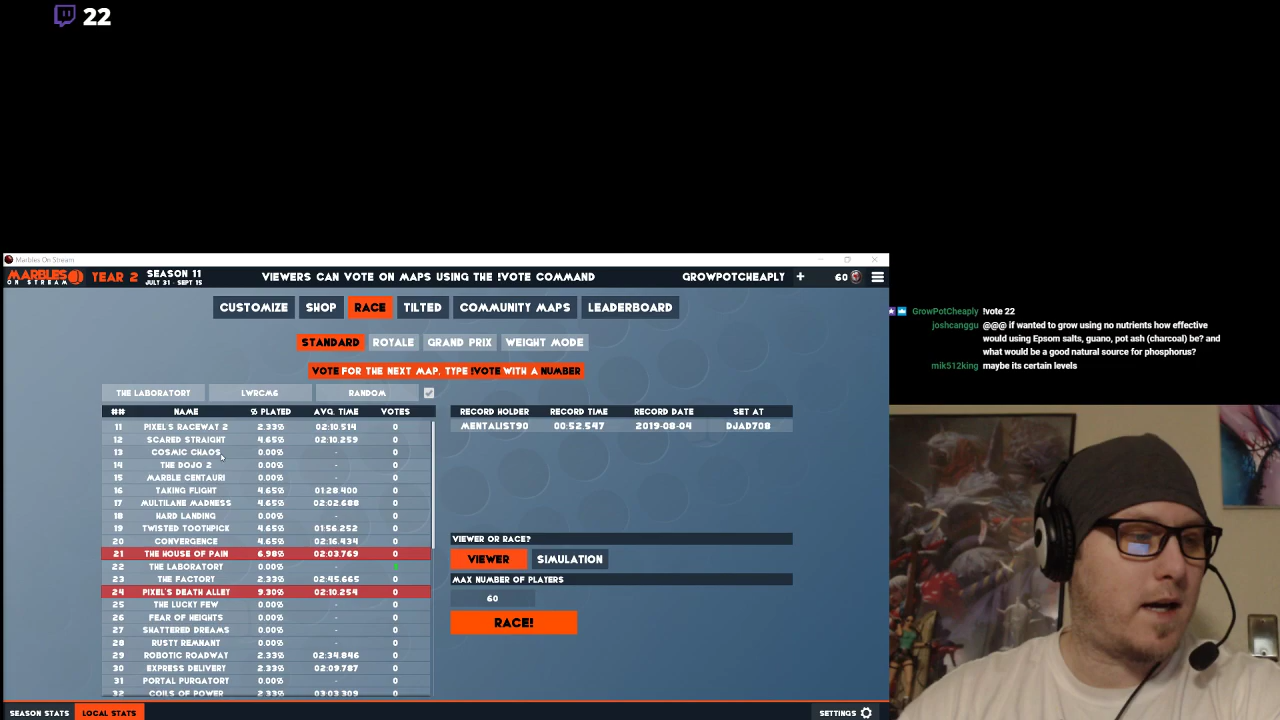 22
Marbles On Stream
MARBLES ON STREAM
YEAR 2
SEASON 11
JULY 31 - SEPT 15
VIEWERS CAN VOTE ON MAPS USING THE !VOTE COMMAND
GROWPOTCHEAPLY + 60
CUSTOMIZE SHOP RACE TILTED COMMUNITY MAPS LEADERBOARD
STANDARD ROYALE GRAND PRIX WEIGHT MODE
VOTE FOR THE NEXT MAP, TYPE !VOTE WITH A NUMBER
THE LABORATORY LWRCM6 RANDOM
## NAME % PLAYED AVG. TIME VOTES
11 PIXEL'S RACEWAY 2 2.33% 02:10.514 0
12 SCARED STRAIGHT 4.65% 02:10.259 0
13 COSMIC CHAOS 0.00% - 0
14 THE DOJO 2 0.00% - 0
15 MARBLE CENTAURI 0.00% - 0
16 TAKING FLIGHT 4.65% 01:28.400 0
17 MULTILANE MADNESS 4.65% 02:02.688 0
18 HARD LANDING 0.00% - 0
19 TWISTED TOOTHPICK 4.65% 01:56.252 0
20 CONVERGENCE 4.65% 02:16.434 0
21 THE HOUSE OF PAIN 6.98% 02:03.769 0
22 THE LABORATORY 0.00% - 1
23 THE FACTORY 2.33% 02:45.665 0
24 PIXEL'S DEATH ALLEY 9.30% 02:10.254 0
25 THE LUCKY FEW 0.00% - 0
26 FEAR OF HEIGHTS 0.00% - 0
27 SHATTERED DREAMS 0.00% - 0
28 RUSTY REMNANT 0.00% - 0
29 ROBOTIC ROADWAY 2.33% 02:34.846 0
30 EXPRESS DELIVERY 2.33% 02:09.787 0
31 PORTAL PURGATORY 0.00% - 0
32 COILS OF POWER 2.33% 03:03.309 0
RECORD HOLDER RECORD TIME RECORD DATE SET AT
MENTALIST90 00:52.547 2019-08-04 DJAD708
VIEWER OR RACE?
VIEWER SIMULATION
MAX NUMBER OF PLAYERS
60
RACE!
SEASON STATS LOCAL STATS SETTINGS
GrowPotCheaply !vote 22
joshcanggu @@@ if wanted to grow using no nutrients how effective
would using Epsom salts, guano, pot ash (charcoal) be? and
what would be a good natural source for phosphorus?
mik512king maybe its certain levels